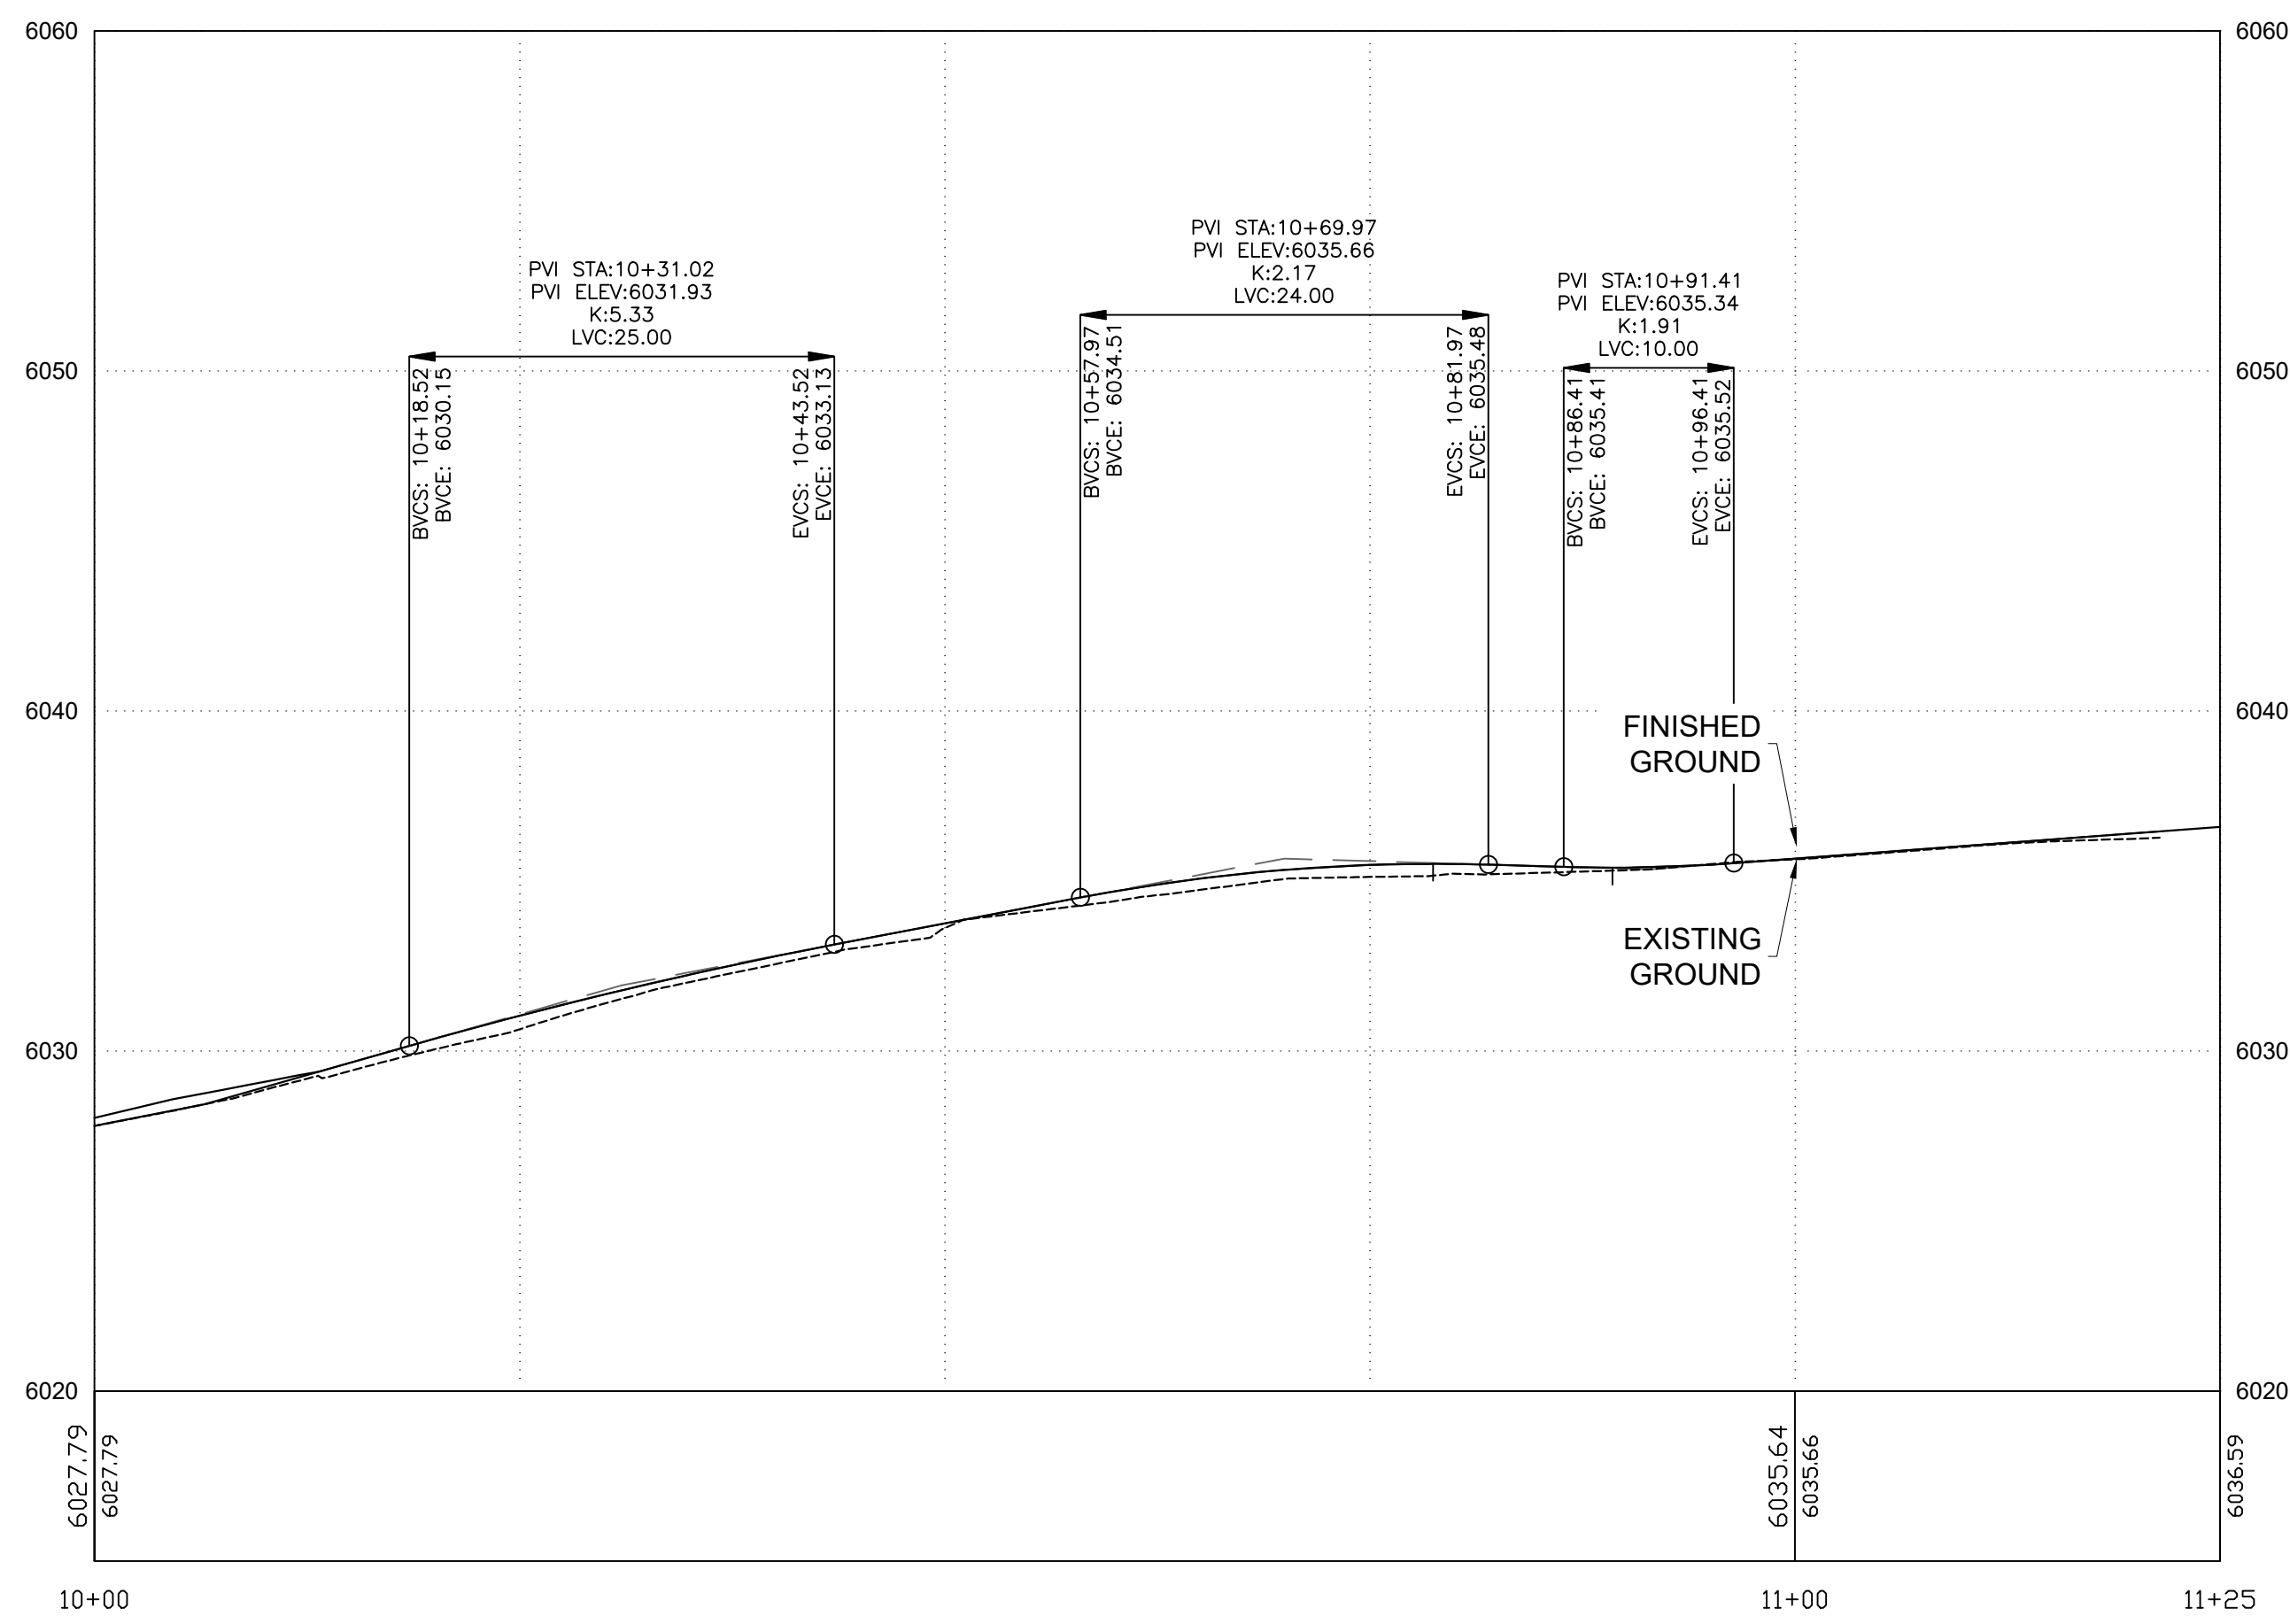 6060
6060
PVI STA:10+69.97
PVI ELEV:6035.66
K:2.17
LVC:24.00
PVI STA:10+31.02
PVI ELEV:6031.93
K:5.33
LVC:25.00
PVI STA:10+91.41
PVI ELEV:6035.34
K:1.91
LVC:10.00
6050
6050
BVCS: 10+18.52
BVCE: 6030.15
EVCS: 10+43.52
EVCE: 6033.13
BVCS: 10+57.97
BVCE: 6034.51
EVCS: 10+81.97
EVCE: 6035.48
BVCS: 10+86.41
BVCE: 6035.41
EVCS: 10+96.41
EVCE: 6035.52
6040
6040
FINISHED
GROUND
EXISTING
GROUND
6030
6030
6020
6020
6027.79
6027.79
6035.64
6035.66
6036.59
10+00
11+00
11+25